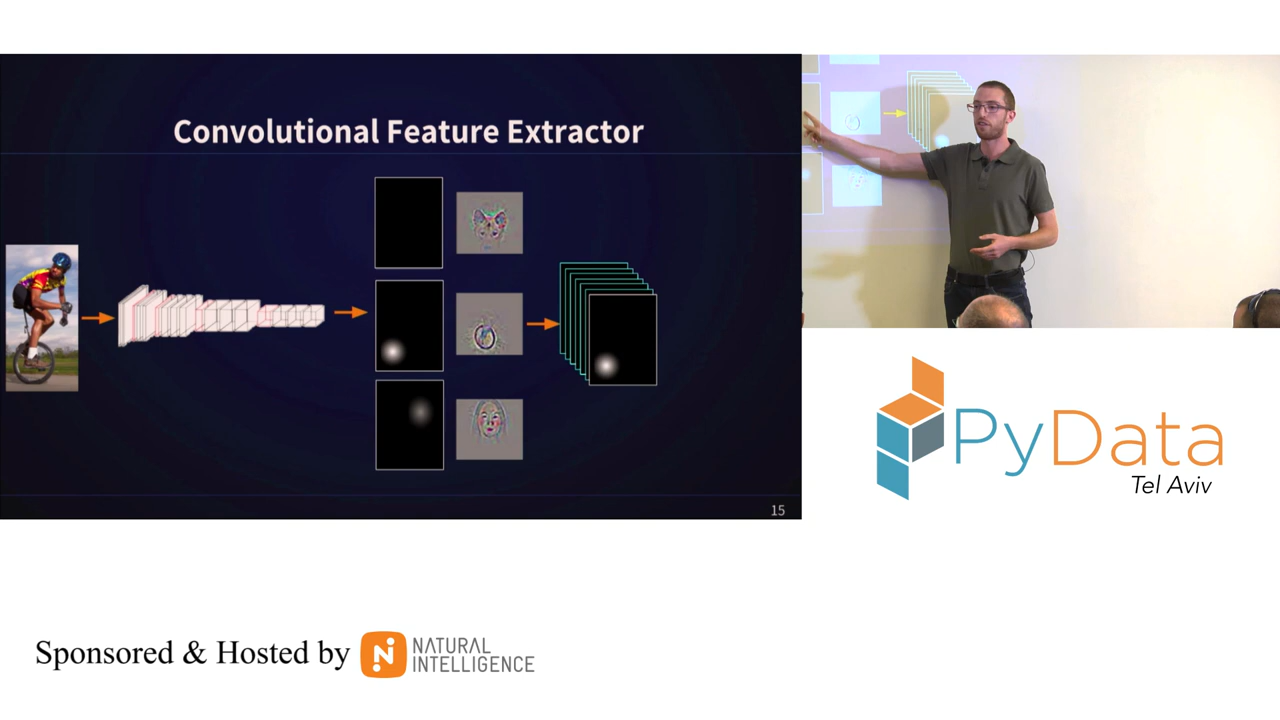 Convolutional Feature Extractor
15
PyData
Tel Aviv
Sponsored & Hosted by
NATURAL
INTELLIGENCE